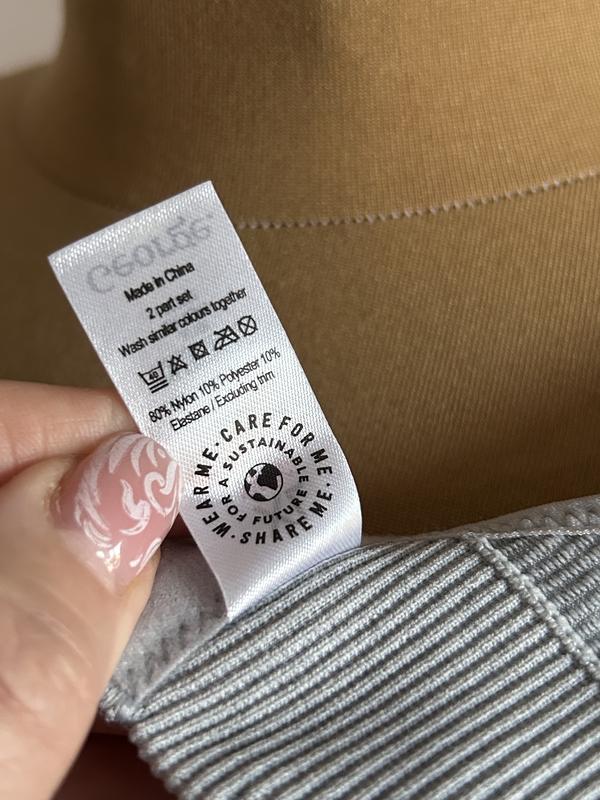 George
Made in China
2 part set
Wash similar colours together
40
80% Nylon 10% Polyester 10%
Elastane / Excluding trim
WEAR ME · CARE FOR ME. SHARE ME.
FOR A SUSTAINABLE FUTURE